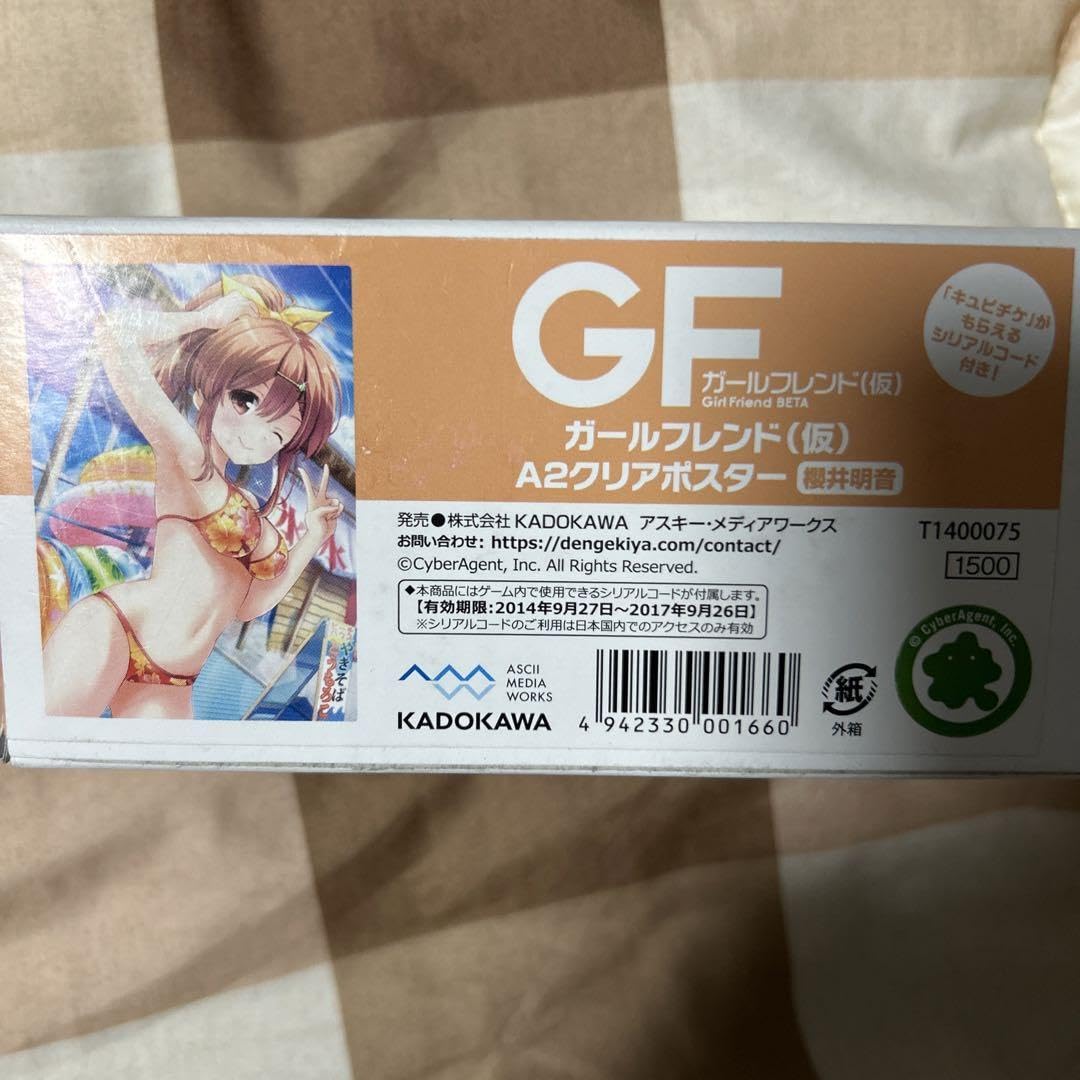 GF
ガールフレンド(仮)
Girl Friend BETA
「キュピチケ」が
もらえる
シリアルコード
付き!
ガールフレンド(仮)
A2クリアポスター 櫻井明音
発売●株式会社KADOKAWA アスキー・メディアワークス
お問い合わせ: https://dengekiya.com/contact/
©CyberAgent, Inc. All Rights Reserved.
T1400075
1500
◆本商品にはゲーム内で使用できるシリアルコードが付属します。
【有効期限:2014年9月27日～2017年9月26日】
※シリアルコードのご利用は日本国内でのアクセスのみ有効
ASCII
MEDIA
WORKS
KADOKAWA
4 942330 001660
紙
外箱
© CyberAgent, Inc.
氷
やきそば